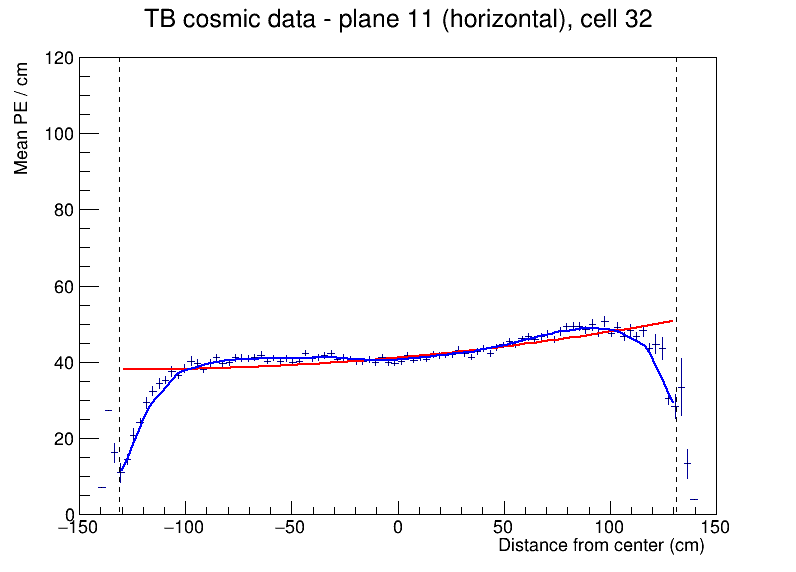 TB cosmic data - plane 11 (horizontal), cell 32
Mean PE / cm
120
100
80
60
40
20
0
−150 −100 −50 0 50 100 150
Distance from center (cm)